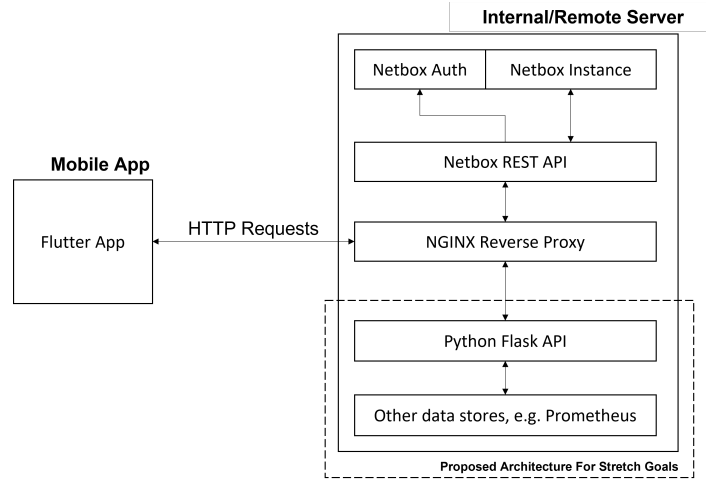 Internal/Remote Server
Netbox Auth
Netbox Instance
Netbox REST API
Mobile App
Flutter App
HTTP Requests
NGINX Reverse Proxy
Python Flask API
Other data stores, e.g. Prometheus
Proposed Architecture For Stretch Goals